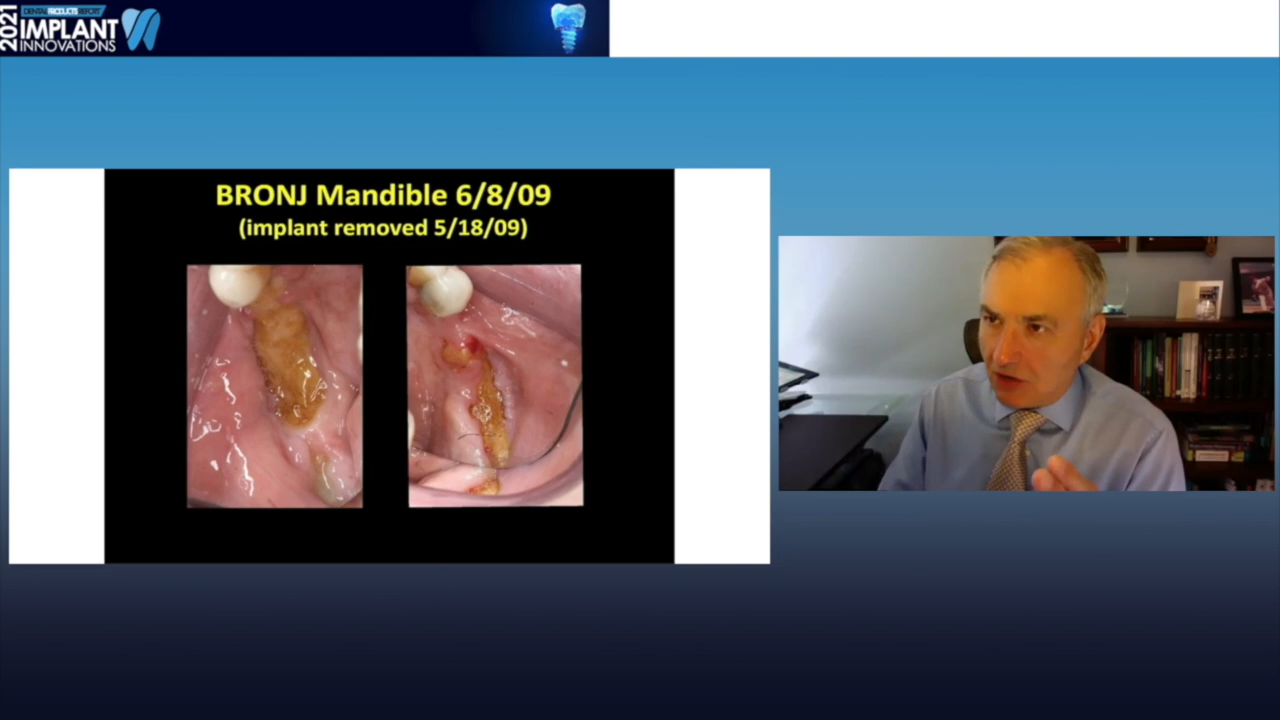 2021
DENTAL PRODUCTS REPORT
IMPLANT
INNOVATIONS
BRONJ Mandible 6/8/09
(implant removed 5/18/09)